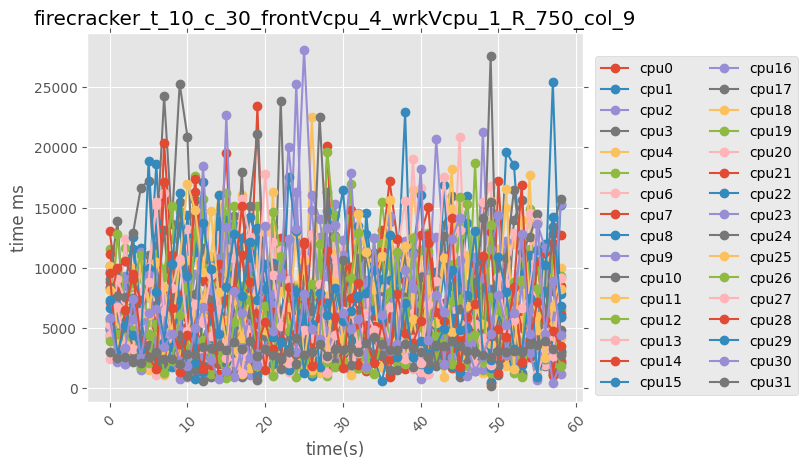 firecracker_t_10_c_30_frontVcpu_4_wrkVcpu_1_R_750_col_9
time ms
25000
20000
15000
10000
5000
0
0
10
20
30
40
50
60
time(s)
cpu0
cpu1
cpu2
cpu3
cpu4
cpu5
cpu6
cpu7
cpu8
cpu9
cpu10
cpu11
cpu12
cpu13
cpu14
cpu15
cpu16
cpu17
cpu18
cpu19
cpu20
cpu21
cpu22
cpu23
cpu24
cpu25
cpu26
cpu27
cpu28
cpu29
cpu30
cpu31